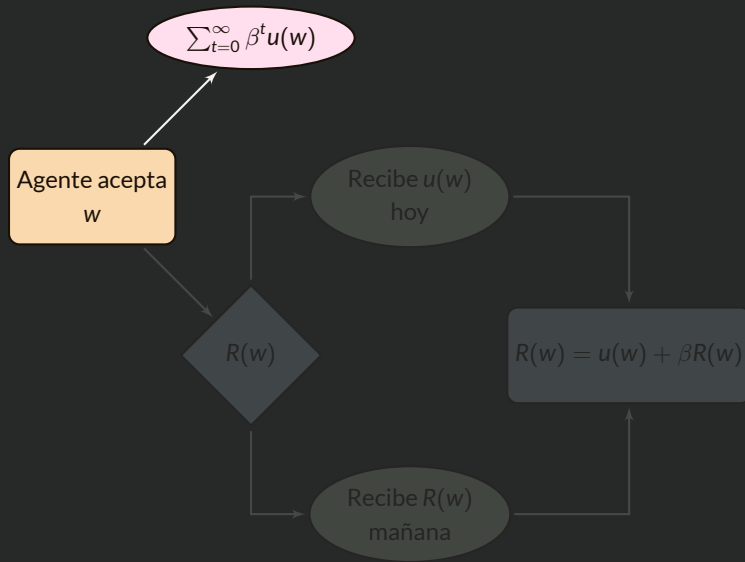 ∑_{t=0}^{∞} β^t u(w)
Agente acepta
w
Recibe u(w)
hoy
R(w)
R(w) = u(w) + βR(w)
Recibe R(w)
mañana